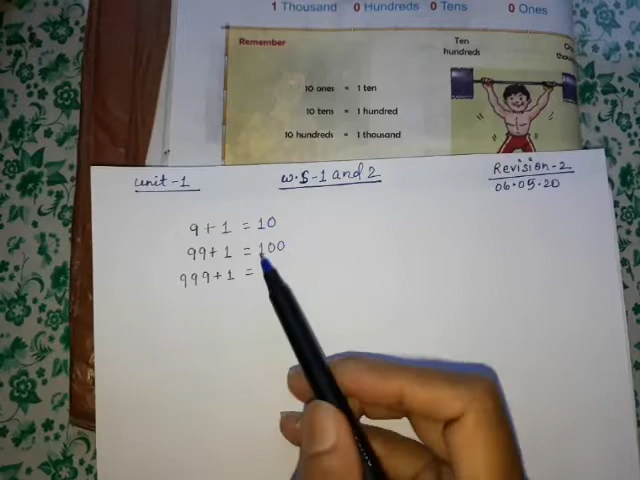 1 Thousand 0 Hundreds 0 Tens 0 Ones
Remember
Ten
hundreds
10 ones = 1 ten
10 tens = 1 hundred
10 hundreds = 1 thousand
unit-1
W.S-1 and 2
Revision-2
06.05.20
9+1 = 10
99+1 = 100
999+1 =